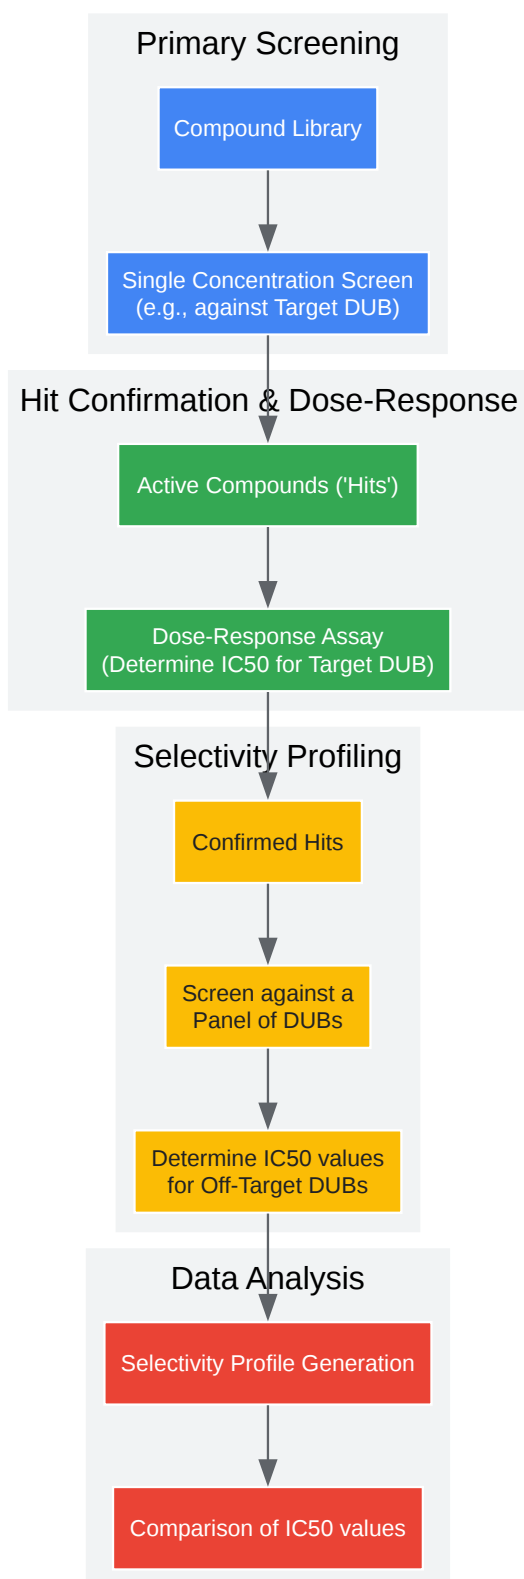 Primary Screening
Compound Library
Single Concentration Screen
(e.g., against Target DUB)
Hit Confirmation & Dose-Response
Active Compounds ('Hits')
Dose-Response Assay
(Determine IC50 for Target DUB)
Selectivity Profiling
Confirmed Hits
Screen against a
Panel of DUBs
Determine IC50 values
for Off-Target DUBs
Data Analysis
Selectivity Profile Generation
Comparison of IC50 values